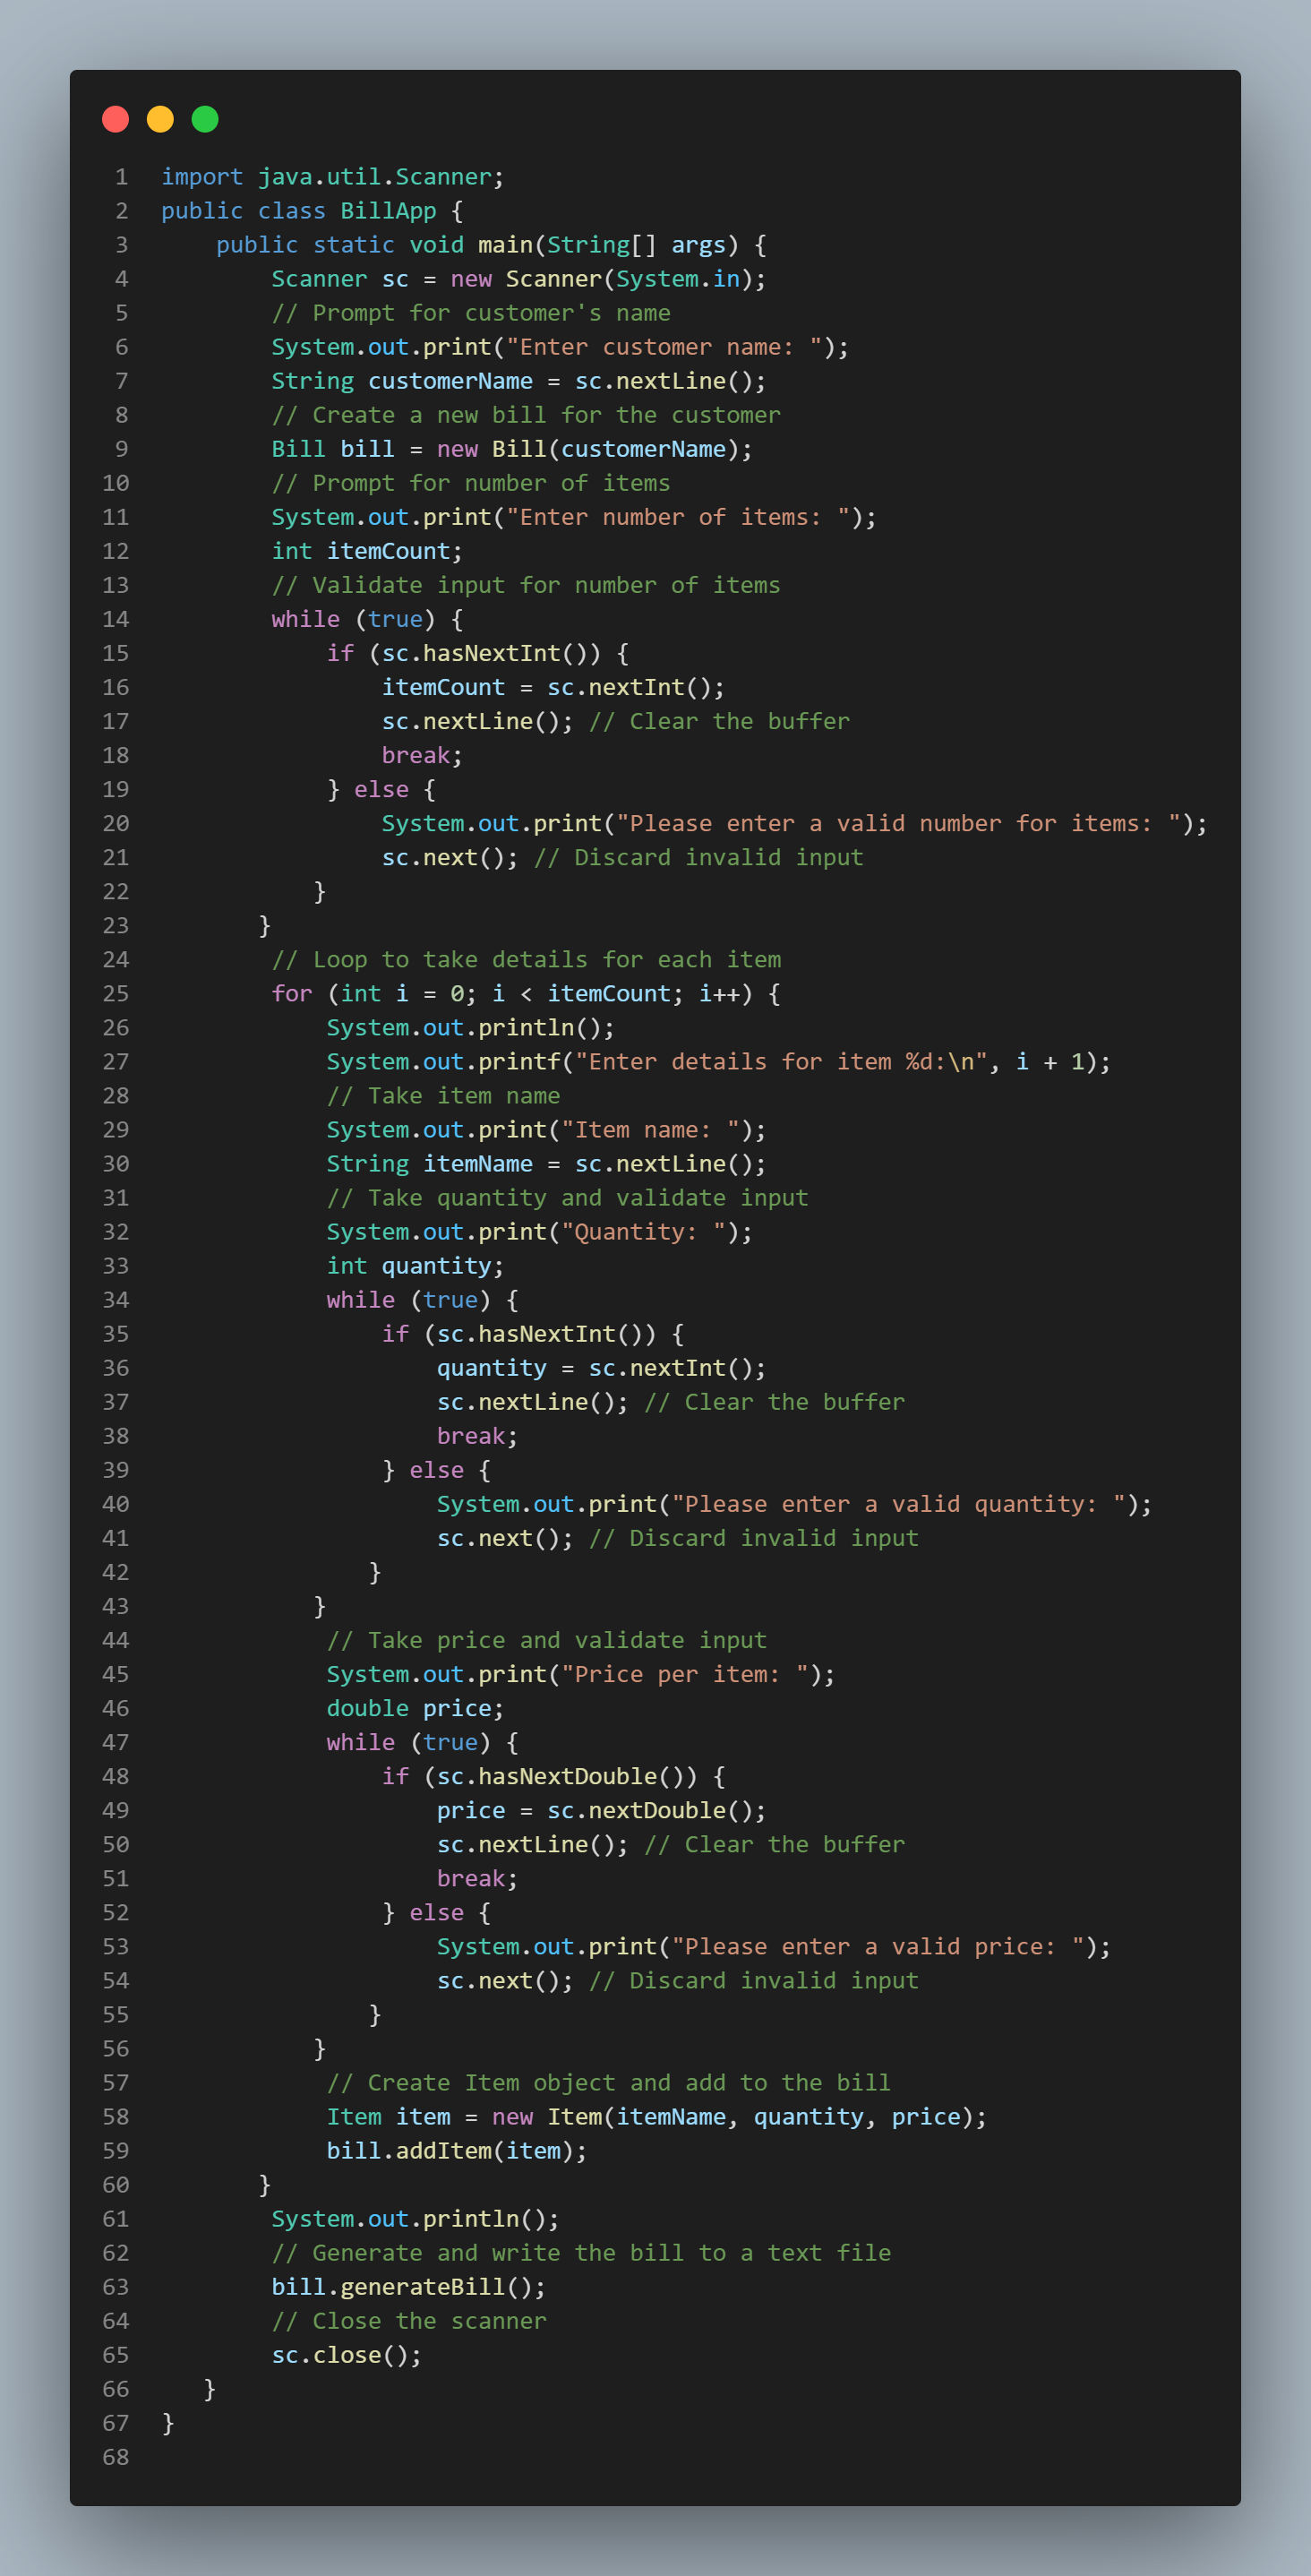 1 import java.util.Scanner;
2 public class BillApp {
3     public static void main(String[] args) {
4         Scanner sc = new Scanner(System.in);
5         // Prompt for customer's name
6         System.out.print("Enter customer name: ");
7         String customerName = sc.nextLine();
8         // Create a new bill for the customer
9         Bill bill = new Bill(customerName);
10         // Prompt for number of items
11         System.out.print("Enter number of items: ");
12         int itemCount;
13         // Validate input for number of items
14         while (true) {
15             if (sc.hasNextInt()) {
16                 itemCount = sc.nextInt();
17                 sc.nextLine(); // Clear the buffer
18                 break;
19             } else {
20                 System.out.print("Please enter a valid number for items: ");
21                 sc.next(); // Discard invalid input
22            }
23        }
24         // Loop to take details for each item
25         for (int i = 0; i < itemCount; i++) {
26             System.out.println();
27             System.out.printf("Enter details for item %d:\n", i + 1);
28             // Take item name
29             System.out.print("Item name: ");
30             String itemName = sc.nextLine();
31             // Take quantity and validate input
32             System.out.print("Quantity: ");
33             int quantity;
34             while (true) {
35                 if (sc.hasNextInt()) {
36                     quantity = sc.nextInt();
37                     sc.nextLine(); // Clear the buffer
38                     break;
39                 } else {
40                     System.out.print("Please enter a valid quantity: ");
41                     sc.next(); // Discard invalid input
42                }
43            }
44             // Take price and validate input
45             System.out.print("Price per item: ");
46             double price;
47             while (true) {
48                 if (sc.hasNextDouble()) {
49                     price = sc.nextDouble();
50                     sc.nextLine(); // Clear the buffer
51                     break;
52                 } else {
53                     System.out.print("Please enter a valid price: ");
54                     sc.next(); // Discard invalid input
55                }
56            }
57             // Create Item object and add to the bill
58             Item item = new Item(itemName, quantity, price);
59             bill.addItem(item);
60        }
61         System.out.println();
62         // Generate and write the bill to a text file
63         bill.generateBill();
64         // Close the scanner
65         sc.close();
66    }
67 }
68